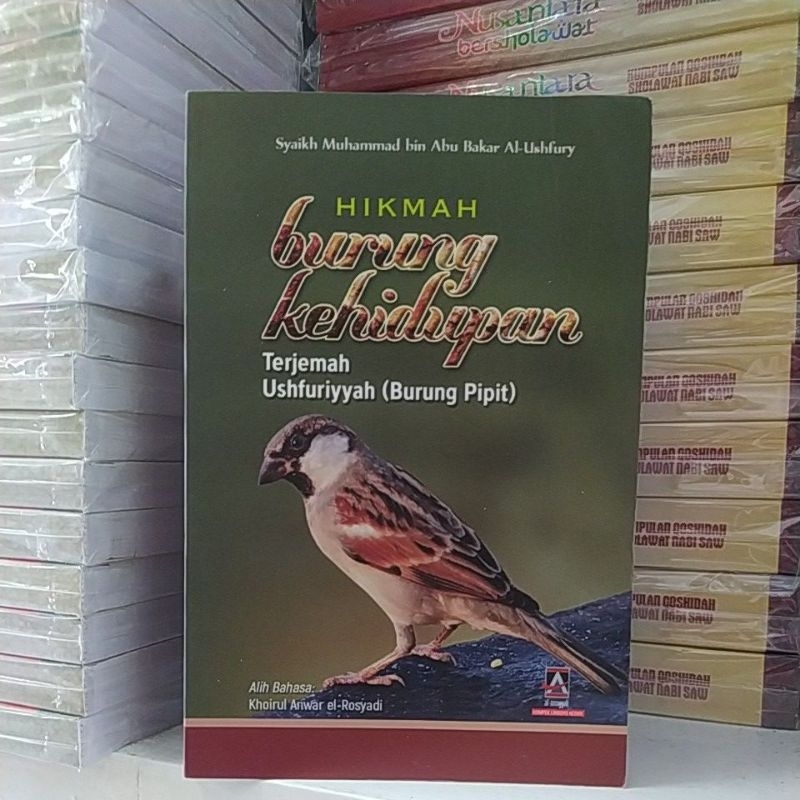 Nusantara
bersholawat
KUMPULAN QOSHIDAH
SHOLAWAT NABI SAW
Syaikh Muhammad bin Abu Bakar Al-Ushfury
HIKMAH
burung
kehidupan
Terjemah
Ushfuriyyah (Burung Pipit)
Alih Bahasa:
Khoirul Anwar el-Rosyadi